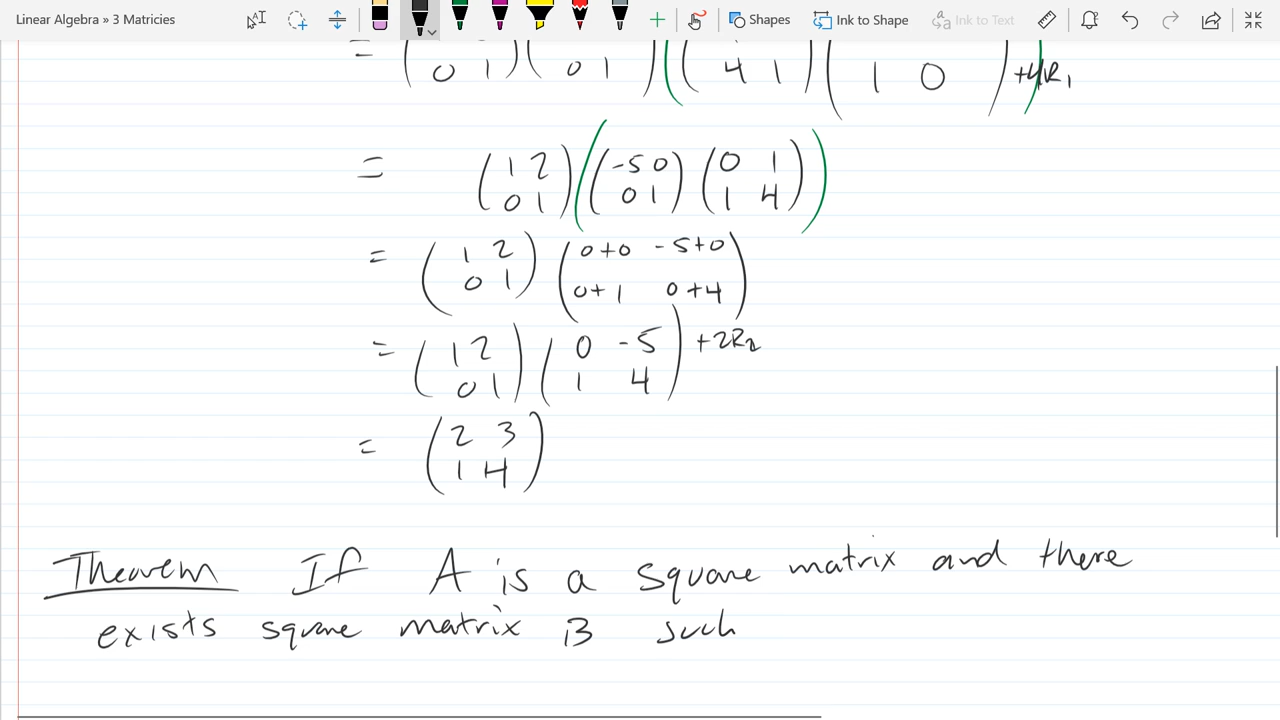 Linear Algebra » 3 Matricies Shapes Ink to Shape Ink to Text
= ( 0 1 ) ( 0 1 ) ( ( 4 1 ) ( 1 0 ) +4R1 )
= ( 1 2 ) ( ( -5 0 ) ( 0 1 ) )
( 0 1 ) ( ( 0 1 ) ( 1 4 ) )
= ( 1 2 ) ( 0+0 -5+0 )
( 0 1 ) ( 0+1 0+4 )
= ( 1 2 ) ( 0 -5 ) +2R2
( 0 1 ) ( 1 4 )
= ( 2 3 )
( 1 4 )
Theorem If A is a square matrix and there
exists square matrix B such